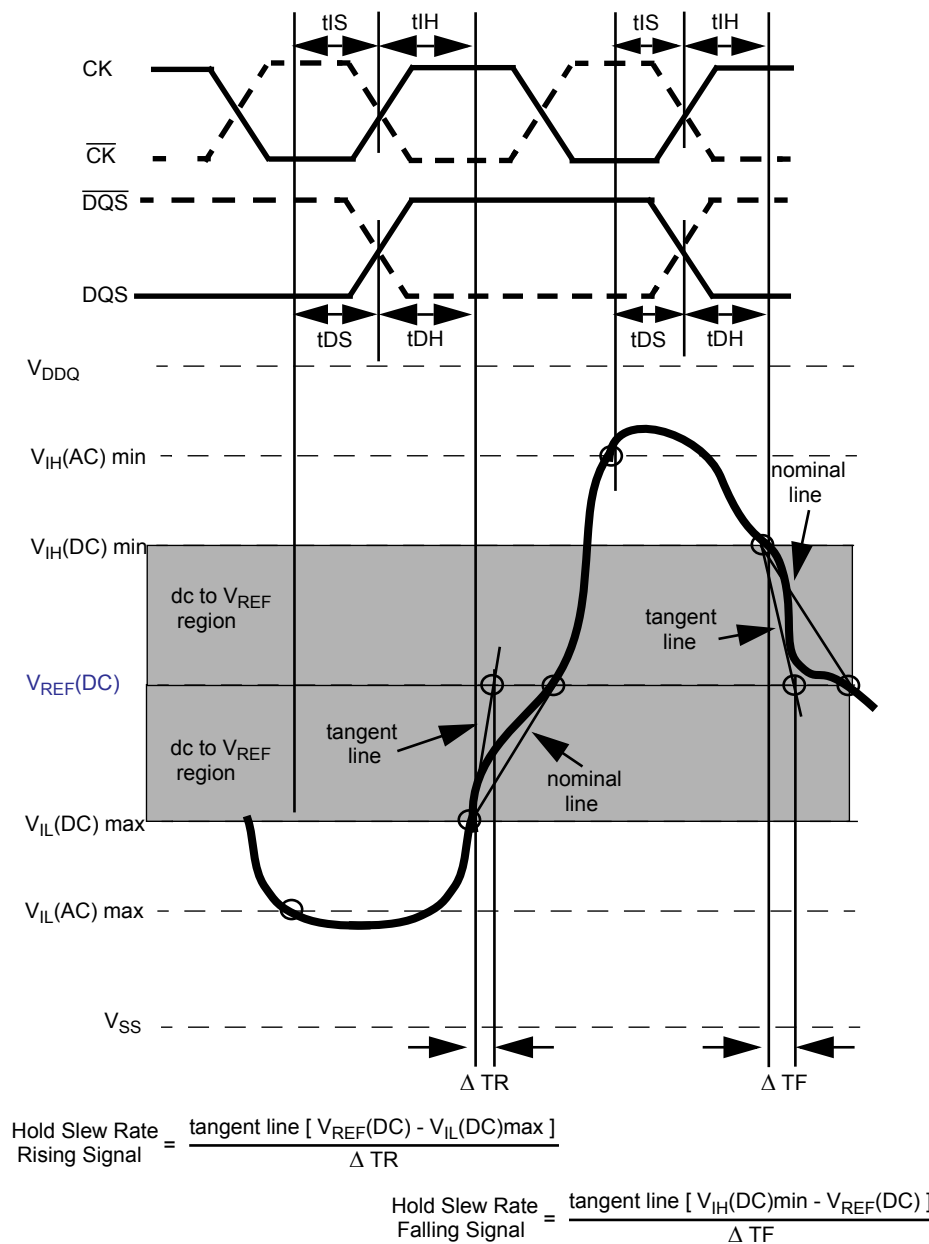 tIS tIH tIS tIH
CK
CK
DQS
DQS
tDS tDH tDS tDH
VDDQ
VIH(AC) min
nominal
line
VIH(DC) min
dc to VREF
region
tangent
line
VREF(DC)
tangent
line
dc to VREF
region
nominal
line
VIL(DC) max
VIL(AC) max
VSS
Δ TR Δ TF
Hold Slew Rate
Rising Signal
=
tangent line [ VREF(DC) - VIL(DC)max ]
Δ TR
Hold Slew Rate
Falling Signal
=
tangent line [ VIH(DC)min - VREF(DC) ]
Δ TF